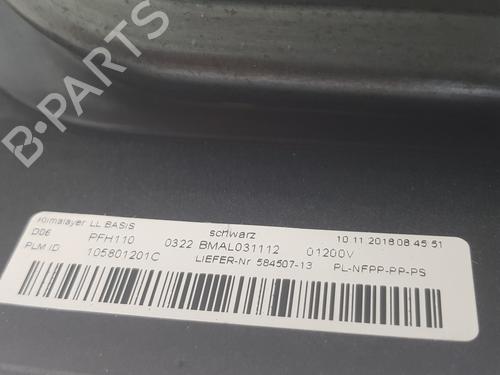 B-PARTS
Himalayer LL BASIS schwarz 10.11.2018 08:45:51
D06 PFH110 0322 BMAL031112 01200V
PLM ID 105801201C LIEFER-Nr 584507-13 PL-NFPP-PP-PS